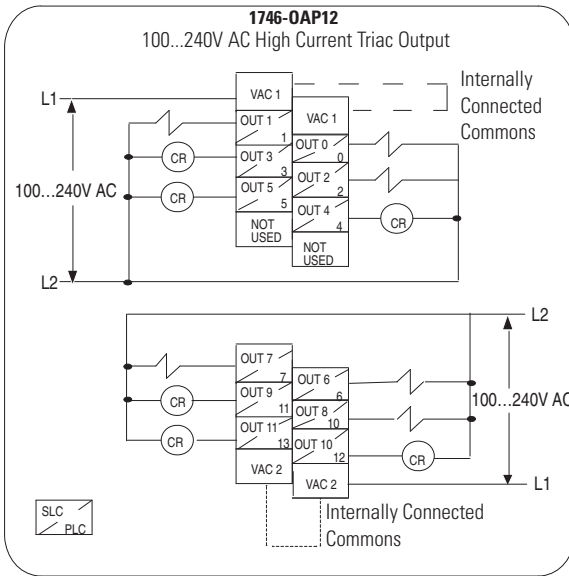 1746-OAP12
100...240V AC High Current Triac Output
Internally
Connected
Commons
L1
VAC 1
VAC 1
OUT 1
1
OUT 0
0
CR
OUT 3
3
OUT 2
2
100...240V AC
CR
OUT 5
5
OUT 4
4
CR
NOT
USED
NOT
USED
L2
L2
OUT 7
7
OUT 6
6
CR
OUT 9
11
OUT 8
10
100...240V AC
CR
OUT 11
13
OUT 10
12
CR
VAC 2
VAC 2
L1
SLC
PLC
Internally Connected
Commons